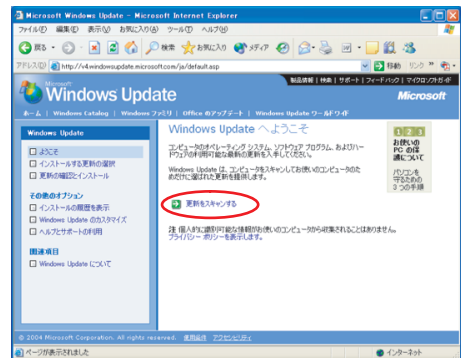 Microsoft Windows Update - Microsoft Internet Explorer
ファイル(F) 編集(E) 表示(V) お気に入り(A) ツール(T) ヘルプ(H)
戻る 検索 お気に入り メディア
アドレス(D) http://v4.windowsupdate.microsoft.com/ja/default.asp 移動 リンク
製品情報 | 検索 | サポート | フィードバック | マイクロソフト ガイド
Microsoft
Windows Update
Microsoft
ホーム | Windows Catalog | Windows ファミリ | Office のアップデート | Windows Update ワールドワイド
Windows Update
ようこそ
インストールする更新の選択
更新の確認とインストール
その他のオプション
インストールの履歴を表示
Windows Update のカスタマイズ
ヘルプとサポートの利用
関連項目
Windows Update について
Windows Update へようこそ
コンピュータのオペレーティング システム、ソフトウェア プログラム、およびハー
ドウェアの利用可能な最新の更新を入手してください。
Windows Update は、コンピュータをスキャンしてお使いのコンピュータのた
めだけに選ばれた更新を提供します。
更新をスキャンする
注 個人的に識別可能な情報がお使いのコンピュータから収集されることはありません。
プライバシー ポリシーを表示します。
1 2 3
お使いの
PC の保
護について
パソコンを
守るための
3 つの手順
© 2004 Microsoft Corporation. All rights reserved. 使用条件 アクセシビリティ
ページが表示されました インターネット